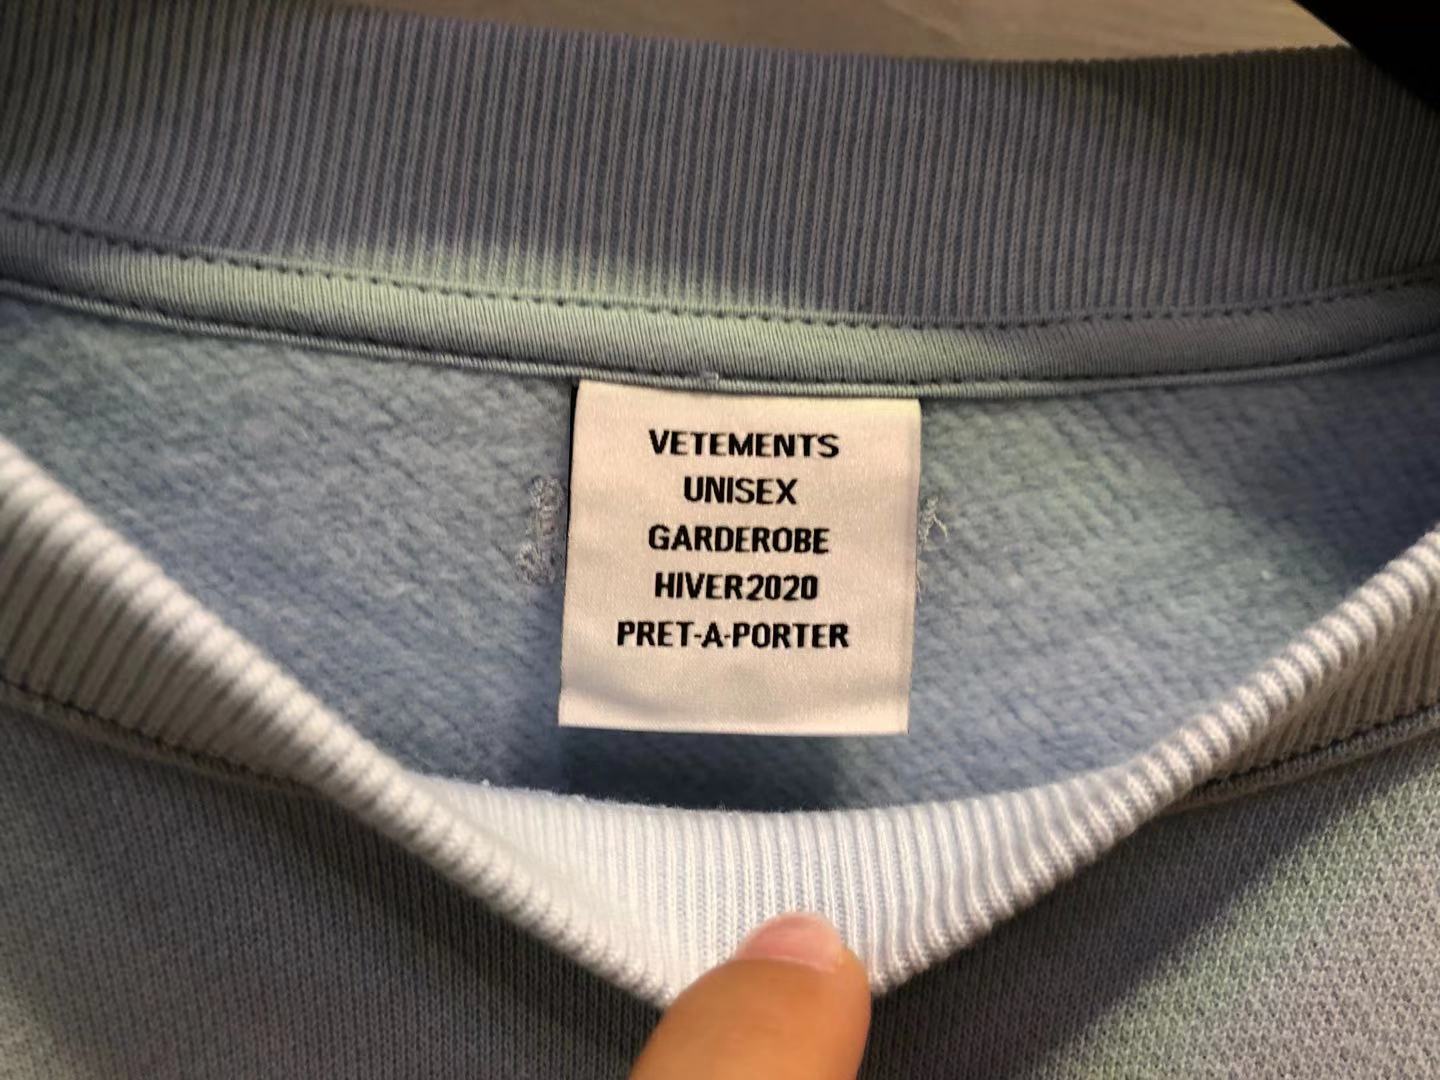 VETEMENTS
UNISEX
GARDEROBE
HIVER2020
PRET-A-PORTER